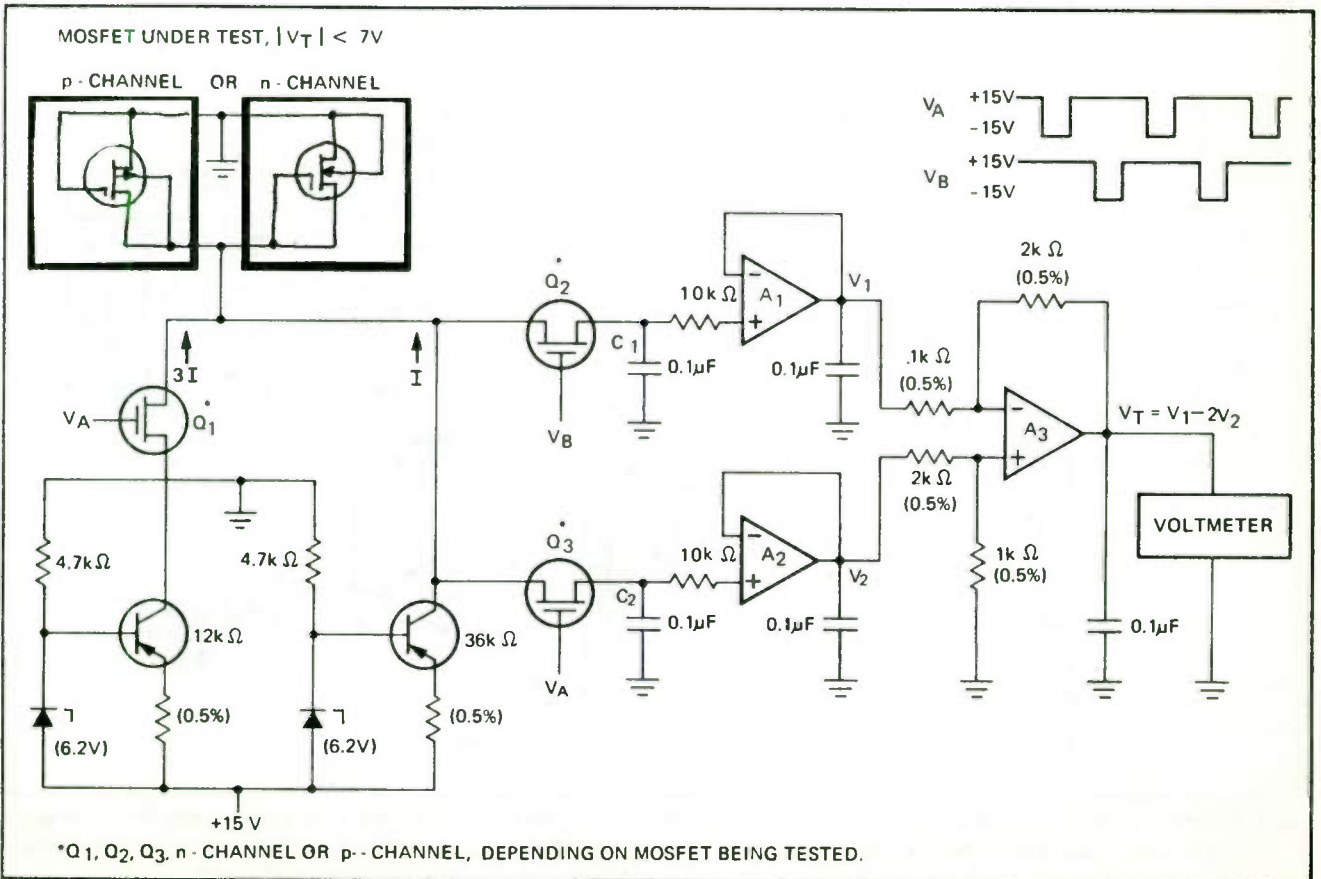 MOSFET UNDER TEST, |VT| < 7V
p - CHANNEL OR n - CHANNEL
VA +15V
-15V
VB +15V
-15V
Q2*
VB
C1
10k Ω
0.1µF
A1
-
+
V1
0.1µF
3I
I
VA
Q1*
2k Ω
(0.5%)
.1k Ω
(0.5%)
A3
-
+
VT = V1-2V2
2k Ω
(0.5%)
1k Ω
(0.5%)
0.1µF
VOLTMETER
Q3*
VA
C2
10k Ω
0.1µF
A2
-
+
V2
0.1µF
4.7k Ω
4.7k Ω
12k Ω
36k Ω
(0.5%)
(0.5%)
(6.2V)
(6.2V)
+15 V
*Q1, Q2, Q3, n - CHANNEL OR p-- CHANNEL, DEPENDING ON MOSFET BEING TESTED.